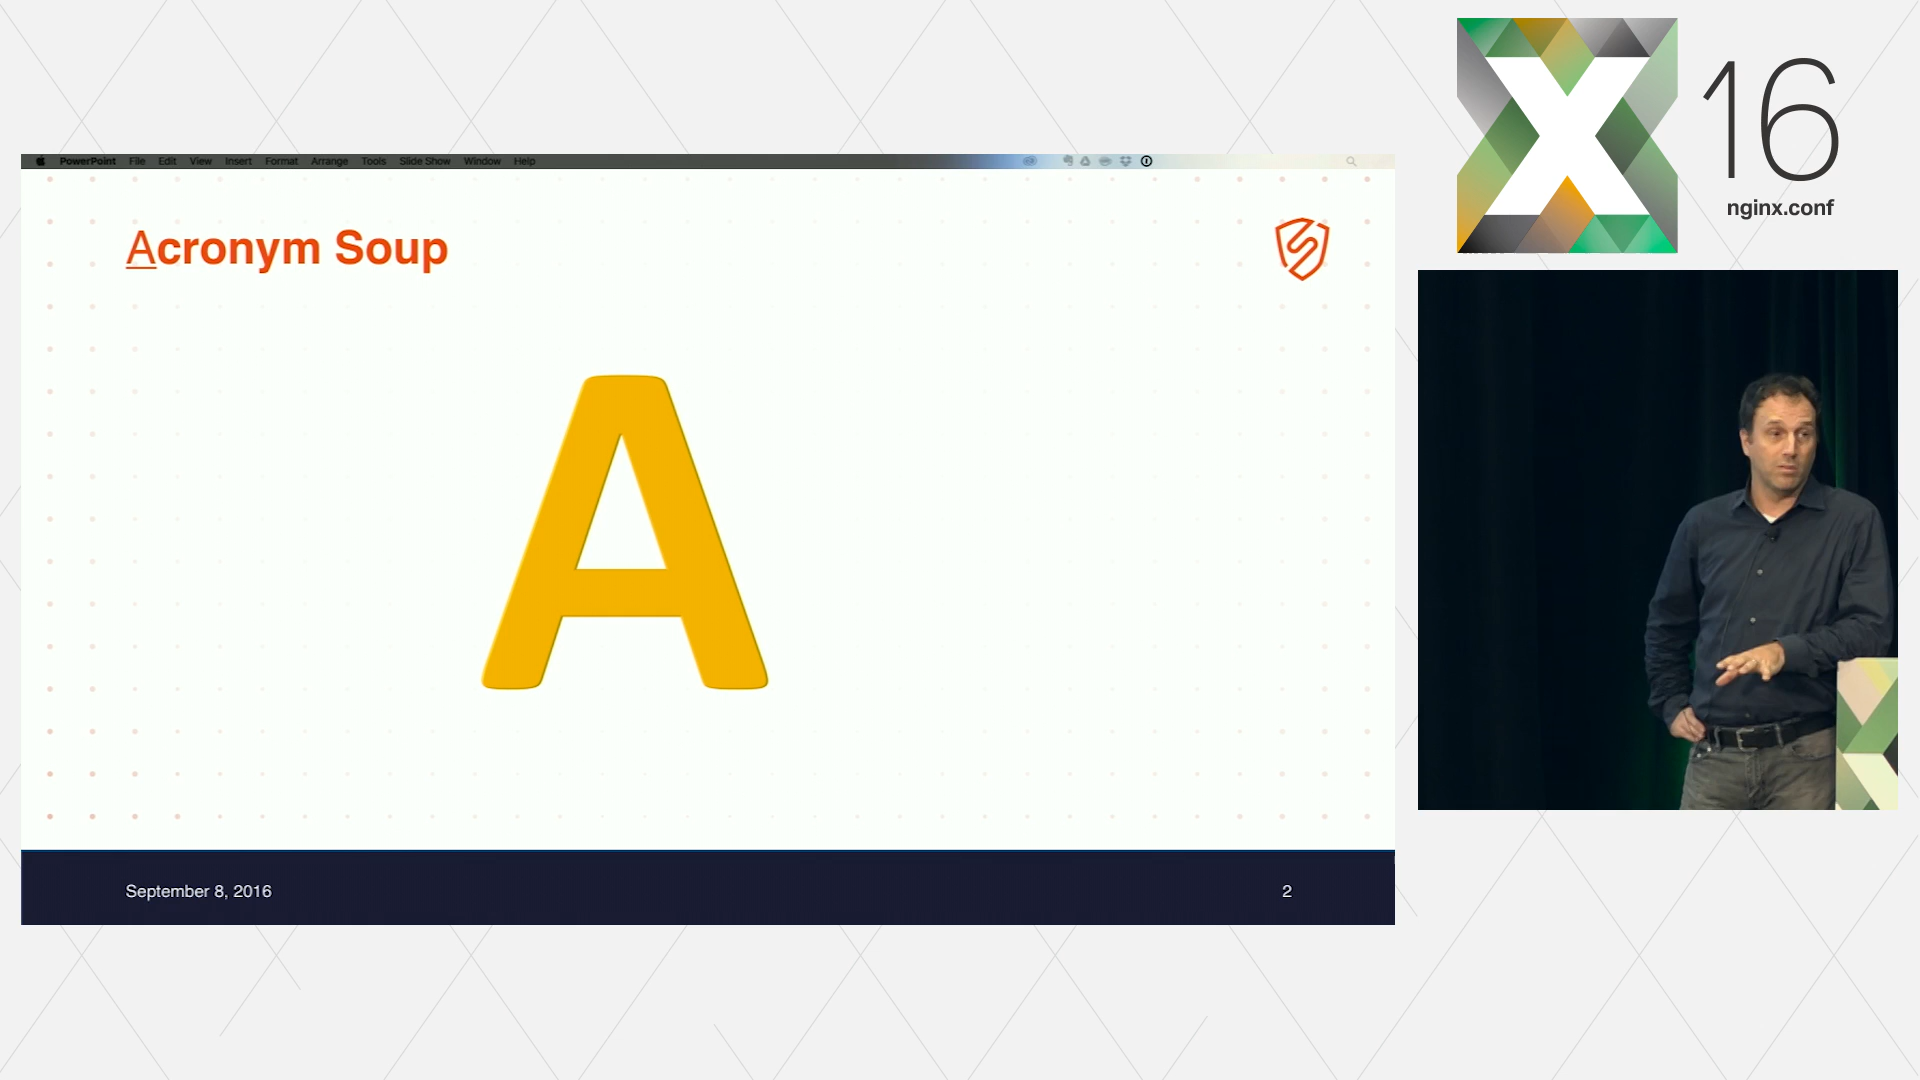 16
nginx.conf
PowerPoint File Edit View Insert Format Arrange Tools Slide Show Window Help
Acronym Soup
A
September 8, 2016
2